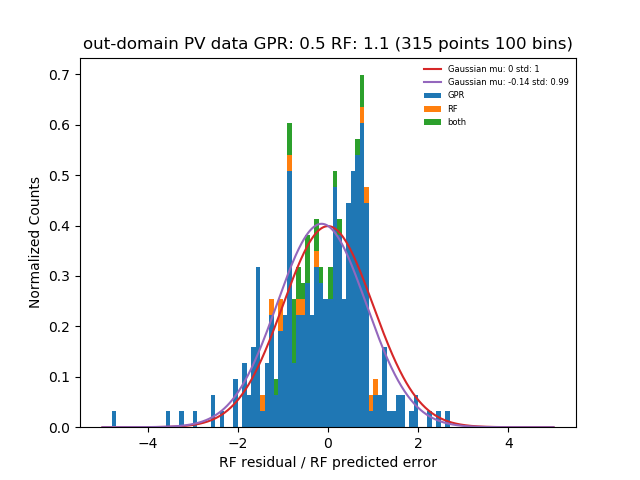 out-domain PV data GPR: 0.5 RF: 1.1 (315 points 100 bins)
Gaussian mu: 0 std: 1
Gaussian mu: -0.14 std: 0.99
GPR
RF
both
Normalized Counts
0.7
0.6
0.5
0.4
0.3
0.2
0.1
0.0
−4
−2
0
2
4
RF residual / RF predicted error